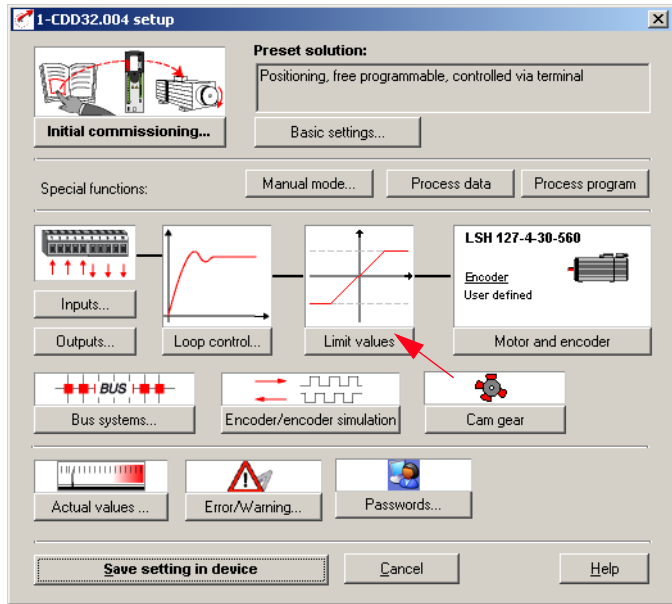 1-CDD32.004 setup
Preset solution:
Positioning, free programmable, controlled via terminal
Initial commissioning...
Basic settings...
Special functions:
Manual mode...
Process data
Process program
LSH 127-4-30-560
Encoder
User defined
Inputs...
Outputs...
Loop control...
Limit values
Motor and encoder
BUS
Bus systems...
Encoder/encoder simulation
Cam gear
Actual values ...
Error/Warning...
Passwords...
Save setting in device
Cancel
Help